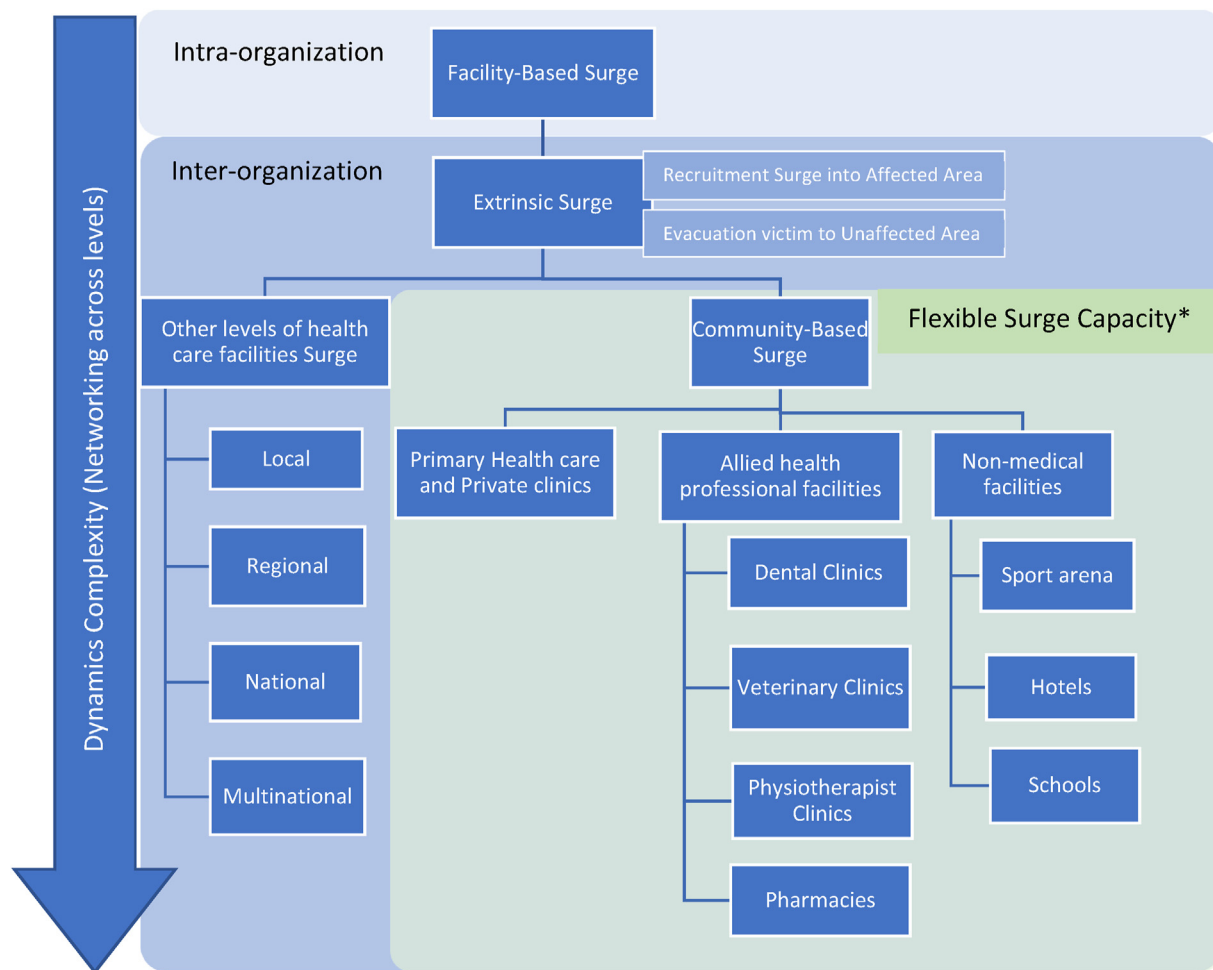 Dynamics Complexity (Networking across levels)
Intra-organization
Facility-Based Surge
Inter-organization
Extrinsic Surge
Recruitment Surge into Affected Area
Evacuation victim to Unaffected Area
Other levels of health
care facilities Surge
Local
Regional
National
Multinational
Flexible Surge Capacity*
Community-Based
Surge
Primary Health care
and Private clinics
Allied health
professional facilities
Dental Clinics
Veterinary Clinics
Physiotherapist
Clinics
Pharmacies
Non-medical
facilities
Sport arena
Hotels
Schools